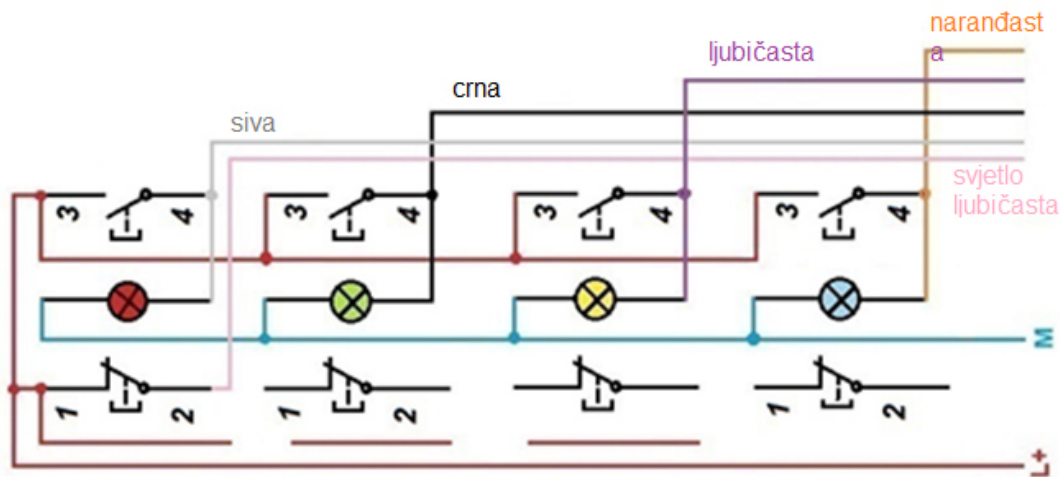 naranđast
a
ljubičasta
crna
siva
svjetlo
ljubičasta
3 4 3 4 3 4 3 4
M
1 2 1 2 1 2
L+